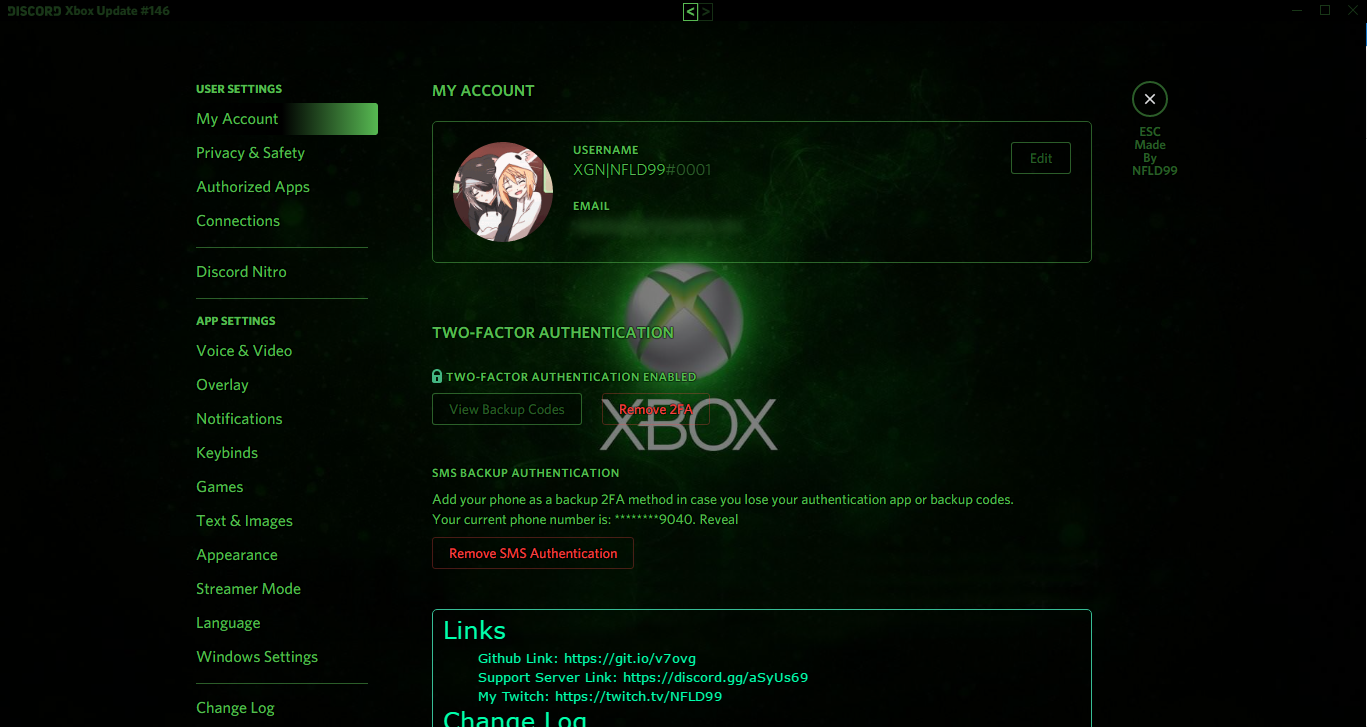 DISCORD Xbox Update #146
< >
USER SETTINGS
My Account
Privacy & Safety
Authorized Apps
Connections
Discord Nitro
APP SETTINGS
Voice & Video
Overlay
Notifications
Keybinds
Games
Text & Images
Appearance
Streamer Mode
Language
Windows Settings
Change Log
MY ACCOUNT
USERNAME
XGN|NFLD99#0001
Edit
EMAIL
TWO-FACTOR AUTHENTICATION
TWO-FACTOR AUTHENTICATION ENABLED
View Backup Codes
Remove 2FA
XBOX
SMS BACKUP AUTHENTICATION
Add your phone as a backup 2FA method in case you lose your authentication app or backup codes.
Your current phone number is: ********9040. Reveal
Remove SMS Authentication
Links
Github Link: https://git.io/v7ovg
Support Server Link: https://discord.gg/aSyUs69
My Twitch: https://twitch.tv/NFLD99
Change Log
ESC
Made
By
NFLD99